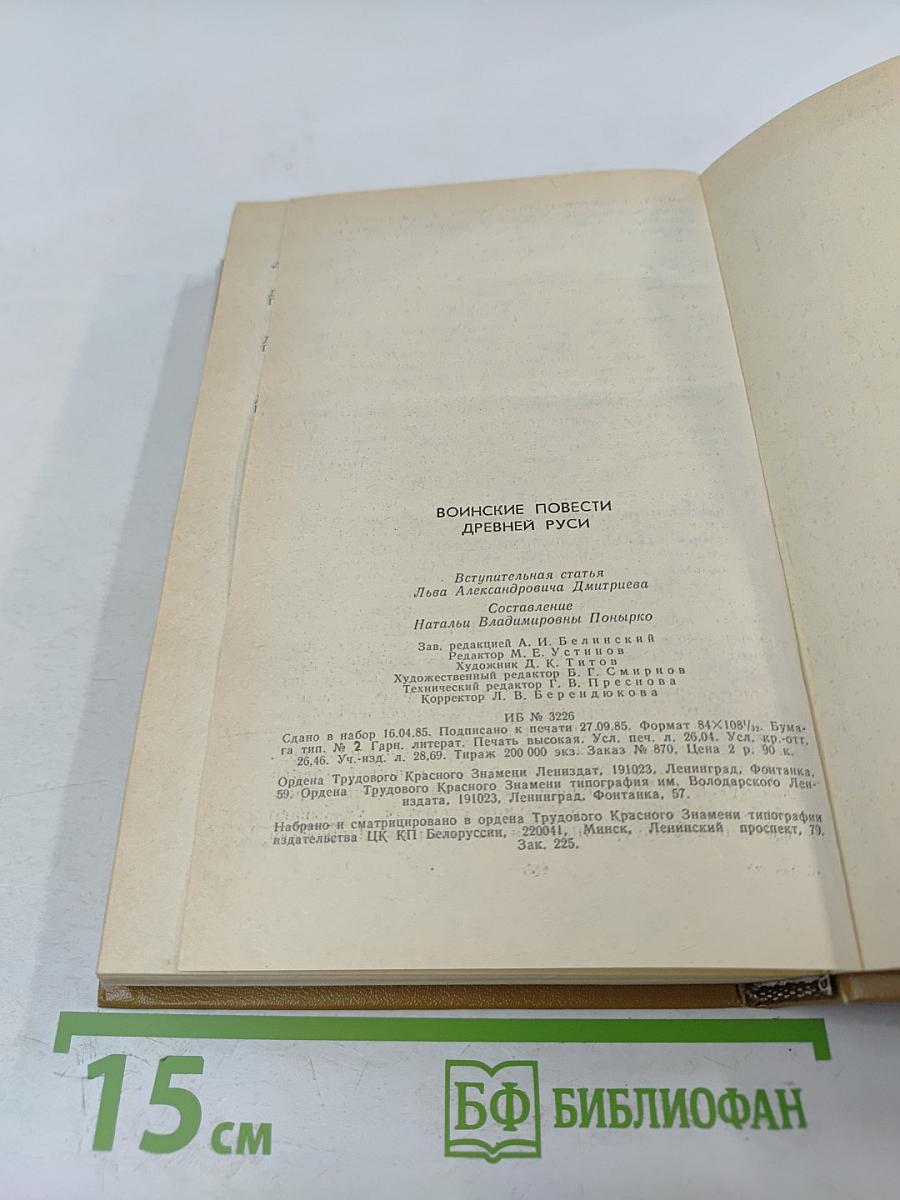 ВОИНСКИЕ ПОВЕСТИ
ДРЕВНЕЙ РУСИ
Вступительная статья
Льва Александровича Дмитриева
Составление
Натальи Владимировны Понырко
Зав. редакцией А. И. Белинский
Редактор М. Е. Устинов
Художник Д. К. Титов
Художественный редактор Б. Г. Смирнов
Технический редактор Г. В. Преснова
Корректор Л. В. Берендюкова
ИБ № 3226
Сдано в набор 16.04.85. Подписано к печати 27.09.85. Формат 84×108¹/₃₂. Бума-
га тип. № 2. Гарн. литерат. Печать высокая. Усл. печ. л. 26,04. Усл. кр.-отт.
26,46. Уч.-изд. л. 28,69. Тираж 200 000 экз. Заказ № 870. Цена 2 р. 90 к.
Ордена Трудового Красного Знамени Лениздат, 191023, Ленинград, Фонтанка,
59. Ордена Трудового Красного Знамени типография им. Володарского Лен-
издата, 191023, Ленинград, Фонтанка, 57.
Набрано и сматрицировано в ордена Трудового Красного Знамени типографии
издательства ЦК КП Белоруссии, 220041, Минск, Ленинский проспект, 79.
Зак. 225.
15 см
БФ БИБЛИОФАН